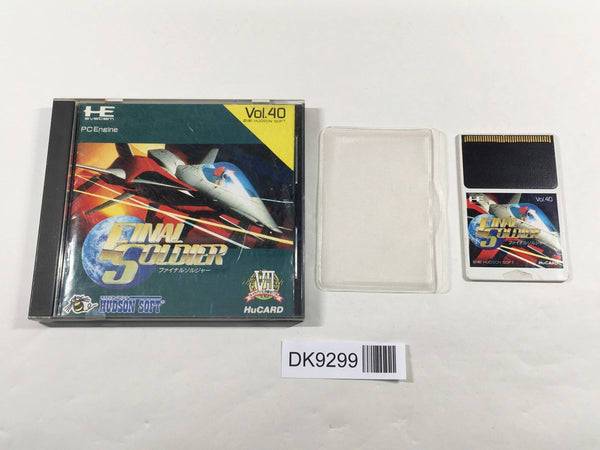 HE
SYSTEM
PC Engine
Vol.40
FINAL
SOLDIER
ファイナルソルジャー
VII
HUDSON SOFT
HuCARD
Vol.40
FINAL
SOLDIER
ファイナルソルジャー
HUDSON SOFT
HuCARD
DK9299